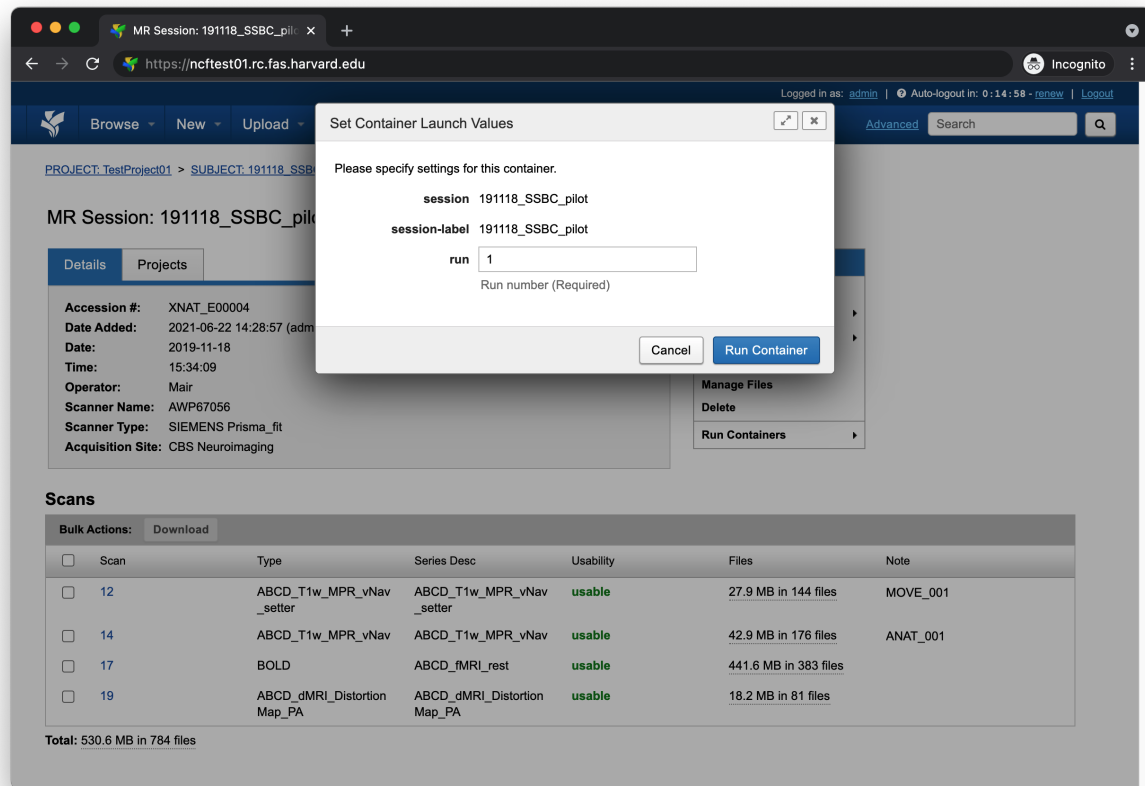 MR Session: 191118_SSBC_pilo
https://ncftest01.rc.fas.harvard.edu
Incognito
Logged in as: admin | Auto-logout in: 0:14:58 - renew | Logout
Browse New Upload
Advanced Search
Set Container Launch Values
Please specify settings for this container.
session 191118_SSBC_pilot
session-label 191118_SSBC_pilot
run 1
Run number (Required)
Cancel Run Container
PROJECT: TestProject01 > SUBJECT: 191118_SSB
MR Session: 191118_SSBC_pil
Details Projects
Accession #: XNAT_E00004
Date Added: 2021-06-22 14:28:57 (adm
Date: 2019-11-18
Time: 15:34:09
Operator: Mair
Scanner Name: AWP67056
Scanner Type: SIEMENS Prisma_fit
Acquisition Site: CBS Neuroimaging
Manage Files
Delete
Run Containers
Scans
Bulk Actions: Download
Scan Type Series Desc Usability Files Note
12 ABCD_T1w_MPR_vNav ABCD_T1w_MPR_vNav usable 27.9 MB in 144 files MOVE_001
_setter _setter
14 ABCD_T1w_MPR_vNav ABCD_T1w_MPR_vNav usable 42.9 MB in 176 files ANAT_001
17 BOLD ABCD_fMRI_rest usable 441.6 MB in 383 files
19 ABCD_dMRI_Distortion ABCD_dMRI_Distortion usable 18.2 MB in 81 files
Map_PA Map_PA
Total: 530.6 MB in 784 files